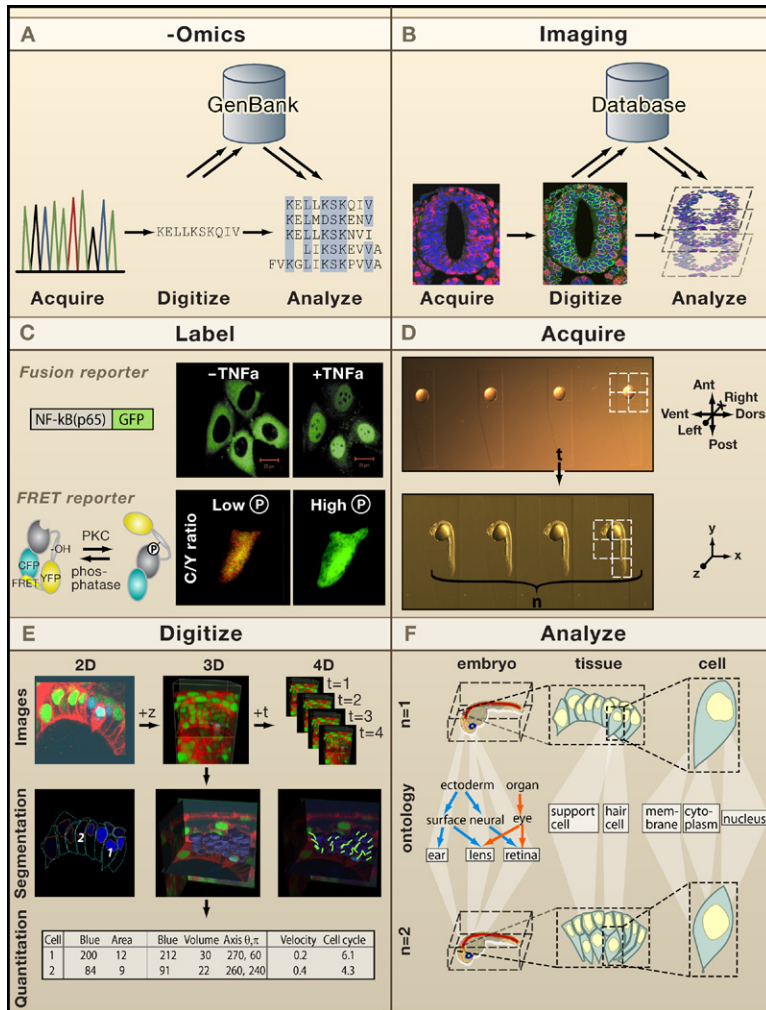 A
-Omics
GenBank
KELLKSKQIV
KELLKSKQIV
KELMDSKENV
KELLKSKNVI
LIKSKEVVA
FVKGLIKSKPVVA
Acquire
Digitize
Analyze
B
Imaging
Database
Acquire
Digitize
Analyze
C
Label
Fusion reporter
–TNFa
+TNFa
NF-kB(p65)
GFP
FRET reporter
Low P
High P
C/Y ratio
-OH
PKC
phos-
phatase
CFP
FRET
YFP
P
D
Acquire
Ant
Right
Vent
Dors
Left
Post
t
n
y
x
z
E
Digitize
2D
3D
4D
Images
+z
+t
t=1
t=2
t=3
t=4
Segmentation
2
1
Quantitation
Cell Blue Area Blue Volume Axis θ,π Velocity Cell cycle
1 200 12 212 30 270, 60 0.2 6.1
2 84 9 91 22 260, 240 0.4 4.3
F
Analyze
embryo
tissue
cell
n=1
ontology
ectoderm
organ
surface
neural
eye
ear
lens
retina
support
cell
hair
cell
mem-
brane
cyto-
plasm
nucleus
n=2